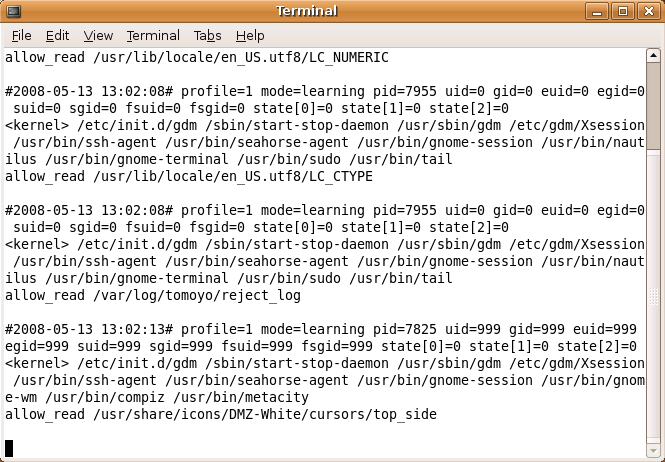 Terminal
File Edit View Terminal Tabs Help
allow_read /usr/lib/locale/en_US.utf8/LC_NUMERIC
#2008-05-13 13:02:08# profile=1 mode=learning pid=7955 uid=0 gid=0 euid=0 egid=0
suid=0 sgid=0 fsuid=0 fsgid=0 state[0]=0 state[1]=0 state[2]=0
<kernel> /etc/init.d/gdm /sbin/start-stop-daemon /usr/sbin/gdm /etc/gdm/Xsession
/usr/bin/ssh-agent /usr/bin/seahorse-agent /usr/bin/gnome-session /usr/bin/naut
ilus /usr/bin/gnome-terminal /usr/bin/sudo /usr/bin/tail
allow_read /usr/lib/locale/en_US.utf8/LC_CTYPE
#2008-05-13 13:02:08# profile=1 mode=learning pid=7955 uid=0 gid=0 euid=0 egid=0
suid=0 sgid=0 fsuid=0 fsgid=0 state[0]=0 state[1]=0 state[2]=0
<kernel> /etc/init.d/gdm /sbin/start-stop-daemon /usr/sbin/gdm /etc/gdm/Xsession
/usr/bin/ssh-agent /usr/bin/seahorse-agent /usr/bin/gnome-session /usr/bin/naut
ilus /usr/bin/gnome-terminal /usr/bin/sudo /usr/bin/tail
allow_read /var/log/tomoyo/reject_log
#2008-05-13 13:02:13# profile=1 mode=learning pid=7825 uid=999 gid=999 euid=999
egid=999 suid=999 sgid=999 fsuid=999 fsgid=999 state[0]=0 state[1]=0 state[2]=0
<kernel> /etc/init.d/gdm /sbin/start-stop-daemon /usr/sbin/gdm /etc/gdm/Xsession
/usr/bin/ssh-agent /usr/bin/seahorse-agent /usr/bin/gnome-session /usr/bin/gnom
e-wm /usr/bin/compiz /usr/bin/metacity
allow_read /usr/share/icons/DMZ-White/cursors/top_side